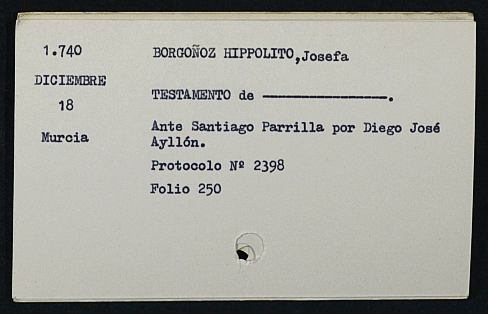 1.740
BORGOÑOZ HIPPOLITO,Josefa
DICIEMBRE
18
TESTAMENTO de ————————.
Murcia
Ante Santiago Parrilla por Diego José
Ayllón.
Protocolo Nº 2398
Folio 250